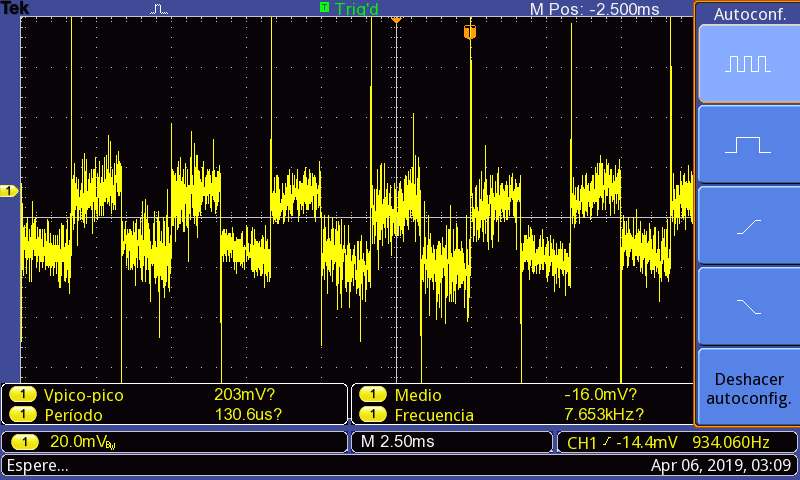 Tek T Trig'd M Pos: -2.500ms Autoconf.
T
1
1 Vpico-pico 203mV? 1 Medio -16.0mV?
1 Período 130.6us? 1 Frecuencia 7.653kHz?
Deshacer
autoconfig.
1 20.0mVBW M 2.50ms CH1 -14.4mV 934.060Hz
Espere... Apr 06, 2019, 03:09